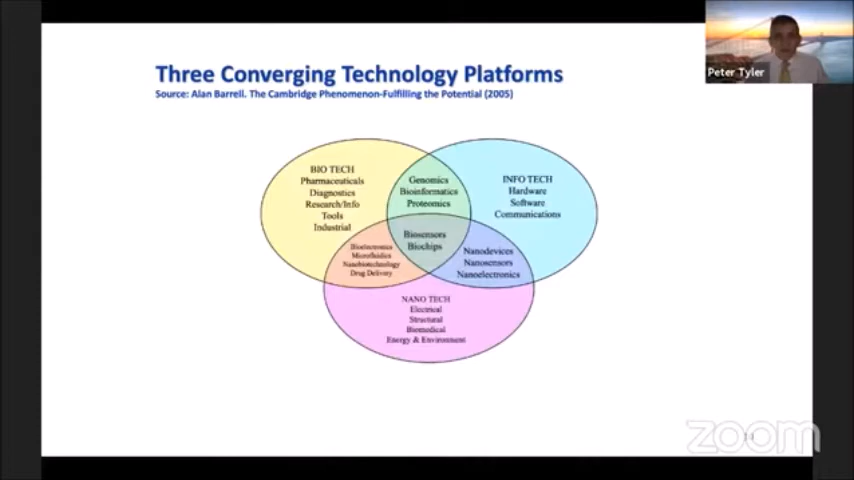 Peter Tyler
Three Converging Technology Platforms
Source: Alan Barrell. The Cambridge Phenomenon-Fulfilling the Potential (2005)
BIO TECH
Pharmaceuticals
Diagnostics
Research/Info
Tools
Industrial
Genomics
Bioinformatics
Proteomics
INFO TECH
Hardware
Software
Communications
Biosensors
Biochips
Bioelectronics
Microfluidics
Nanobiotechnology
Drug Delivery
Nanodevices
Nanosensors
Nanoelectronics
NANO TECH
Electrical
Structural
Biomedical
Energy & Environment
zoom